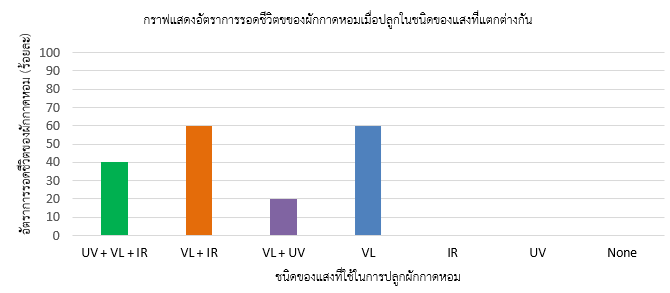 กราฟแสดงอัตราการรอดชีวิตขของผักกาดหอมเมื่อปลูกในชนิดของแสงที่แตกต่างกัน
อัตราการรอดชีวิตของผักกาดหอม (ร้อยละ)
100
90
80
70
60
50
40
30
20
10
0
UV + VL + IR VL + IR VL + UV VL IR UV None
ชนิดของแสงที่ใช้ในการปลูกผักกาดหอม